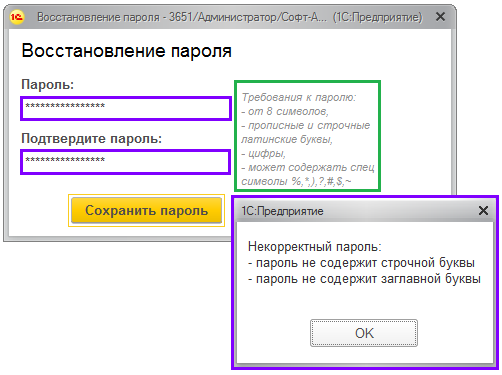 Восстановление пароля - 3651/Администратор/Софт-А... (1С:Предприятие)
Восстановление пароля
Пароль:
****************
Подтвердите пароль:
****************
Требования к паролю:
- от 8 символов,
- прописные и строчные
латинские буквы,
- цифры,
- может содержать спец
символы %,*,),?,#,$,~
Сохранить пароль
1С:Предприятие
Некорректный пароль:
- пароль не содержит строчной буквы
- пароль не содержит заглавной буквы
OK